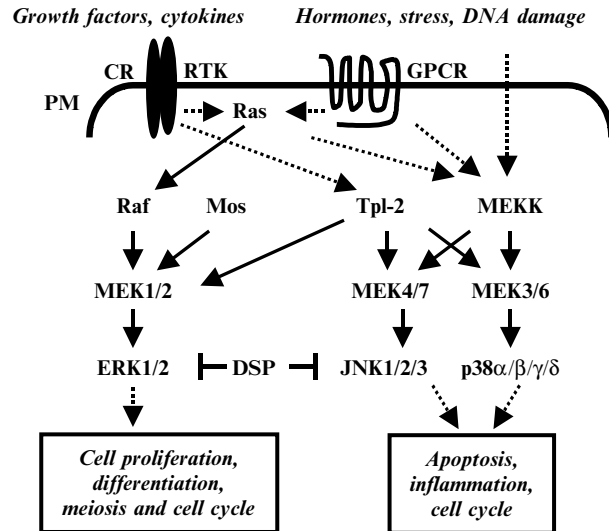 Growth factors, cytokines
Hormones, stress, DNA damage
CR
RTK
GPCR
PM
Ras
Raf
Mos
Tpl-2
MEKK
MEK1/2
MEK4/7
MEK3/6
ERK1/2
DSP
JNK1/2/3
p38α/β/γ/δ
Cell proliferation,
differentiation,
meiosis and cell cycle
Apoptosis,
inflammation,
cell cycle